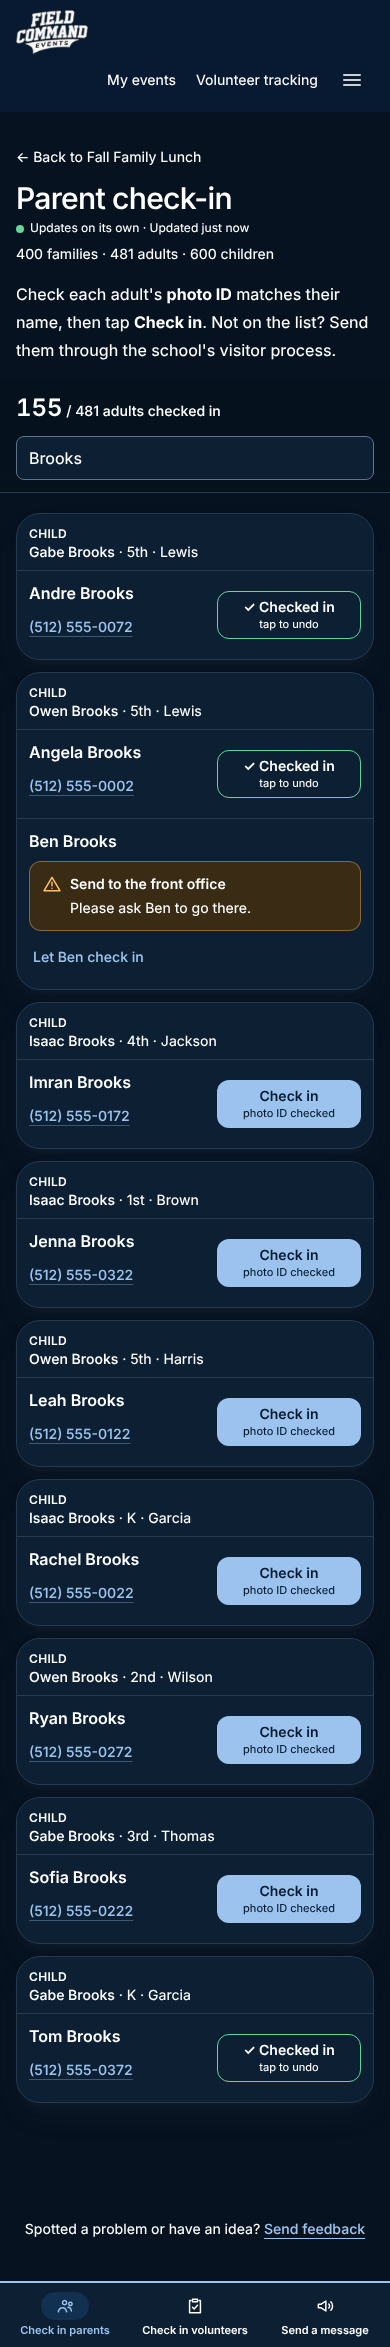 FIELD
COMMAND
EVENTS
My events Volunteer tracking
← Back to Fall Family Lunch
Parent check-in
Updates on its own · Updated just now
400 families · 481 adults · 600 children
Check each adult's photo ID matches their
name, then tap Check in. Not on the list? Send
them through the school's visitor process.
155 / 481 adults checked in
Brooks
CHILD
Gabe Brooks · 5th · Lewis
Andre Brooks
(512) 555-0072
✓ Checked in
tap to undo
CHILD
Owen Brooks · 5th · Lewis
Angela Brooks
(512) 555-0002
✓ Checked in
tap to undo
Ben Brooks
Send to the front office
Please ask Ben to go there.
Let Ben check in
CHILD
Isaac Brooks · 4th · Jackson
Imran Brooks
(512) 555-0172
Check in
photo ID checked
CHILD
Isaac Brooks · 1st · Brown
Jenna Brooks
(512) 555-0322
Check in
photo ID checked
CHILD
Owen Brooks · 5th · Harris
Leah Brooks
(512) 555-0122
Check in
photo ID checked
CHILD
Isaac Brooks · K · Garcia
Rachel Brooks
(512) 555-0022
Check in
photo ID checked
CHILD
Owen Brooks · 2nd · Wilson
Ryan Brooks
(512) 555-0272
Check in
photo ID checked
CHILD
Gabe Brooks · 3rd · Thomas
Sofia Brooks
(512) 555-0222
Check in
photo ID checked
CHILD
Gabe Brooks · K · Garcia
Tom Brooks
(512) 555-0372
✓ Checked in
tap to undo
Spotted a problem or have an idea? Send feedback
Check in parents Check in volunteers Send a message